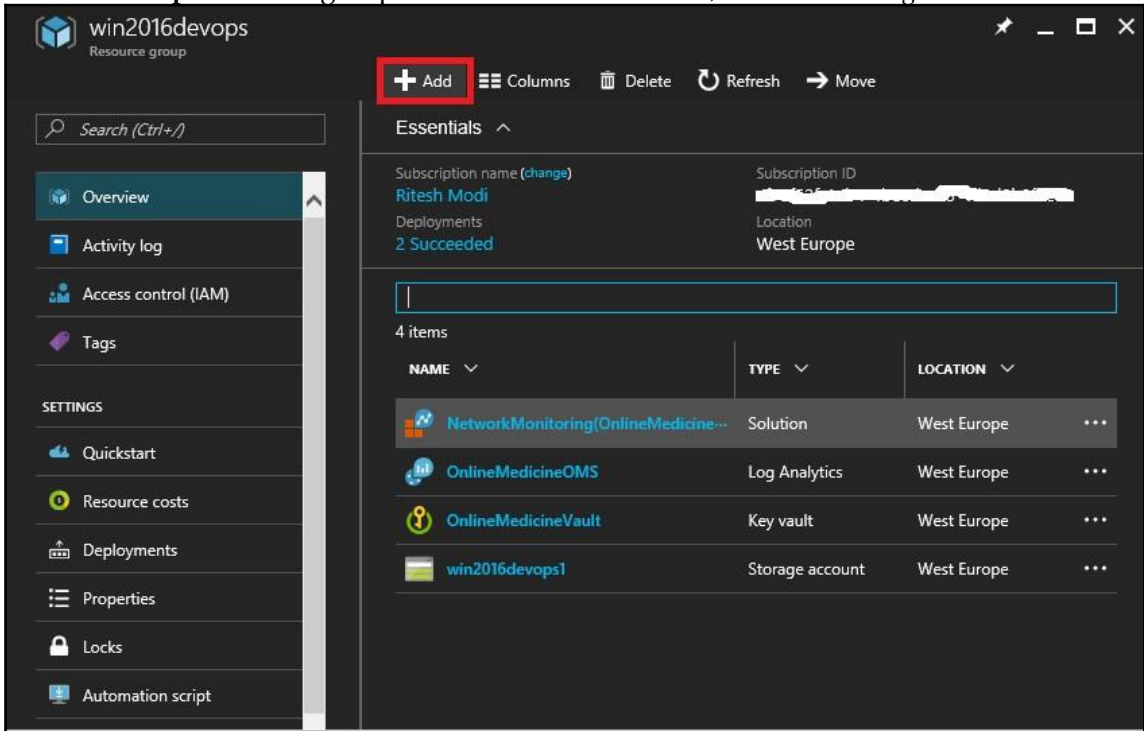 win2016devops
Resource group
Add Columns Delete Refresh Move
Search (Ctrl+/)
Overview
Activity log
Access control (IAM)
Tags
SETTINGS
Quickstart
Resource costs
Deployments
Properties
Locks
Automation script
Essentials
Subscription name (change) Subscription ID
Ritesh Modi
Deployments Location
2 Succeeded West Europe
4 items
NAME TYPE LOCATION
NetworkMonitoring(OnlineMedicine··· Solution West Europe ···
OnlineMedicineOMS Log Analytics West Europe ···
OnlineMedicineVault Key vault West Europe ···
win2016devops1 Storage account West Europe ···